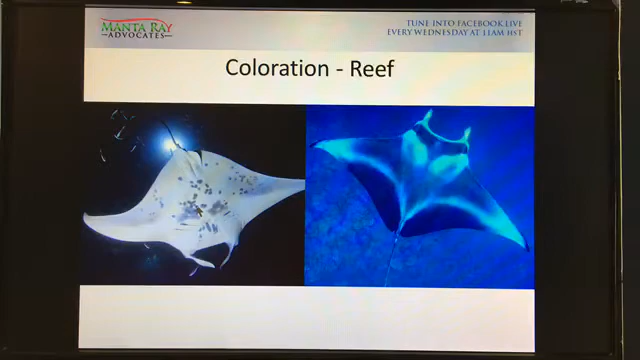 MANTA RAY
ADVOCATES
TUNE INTO FACEBOOK LIVE
EVERY WEDNESDAY AT 11AM HST
Coloration - Reef